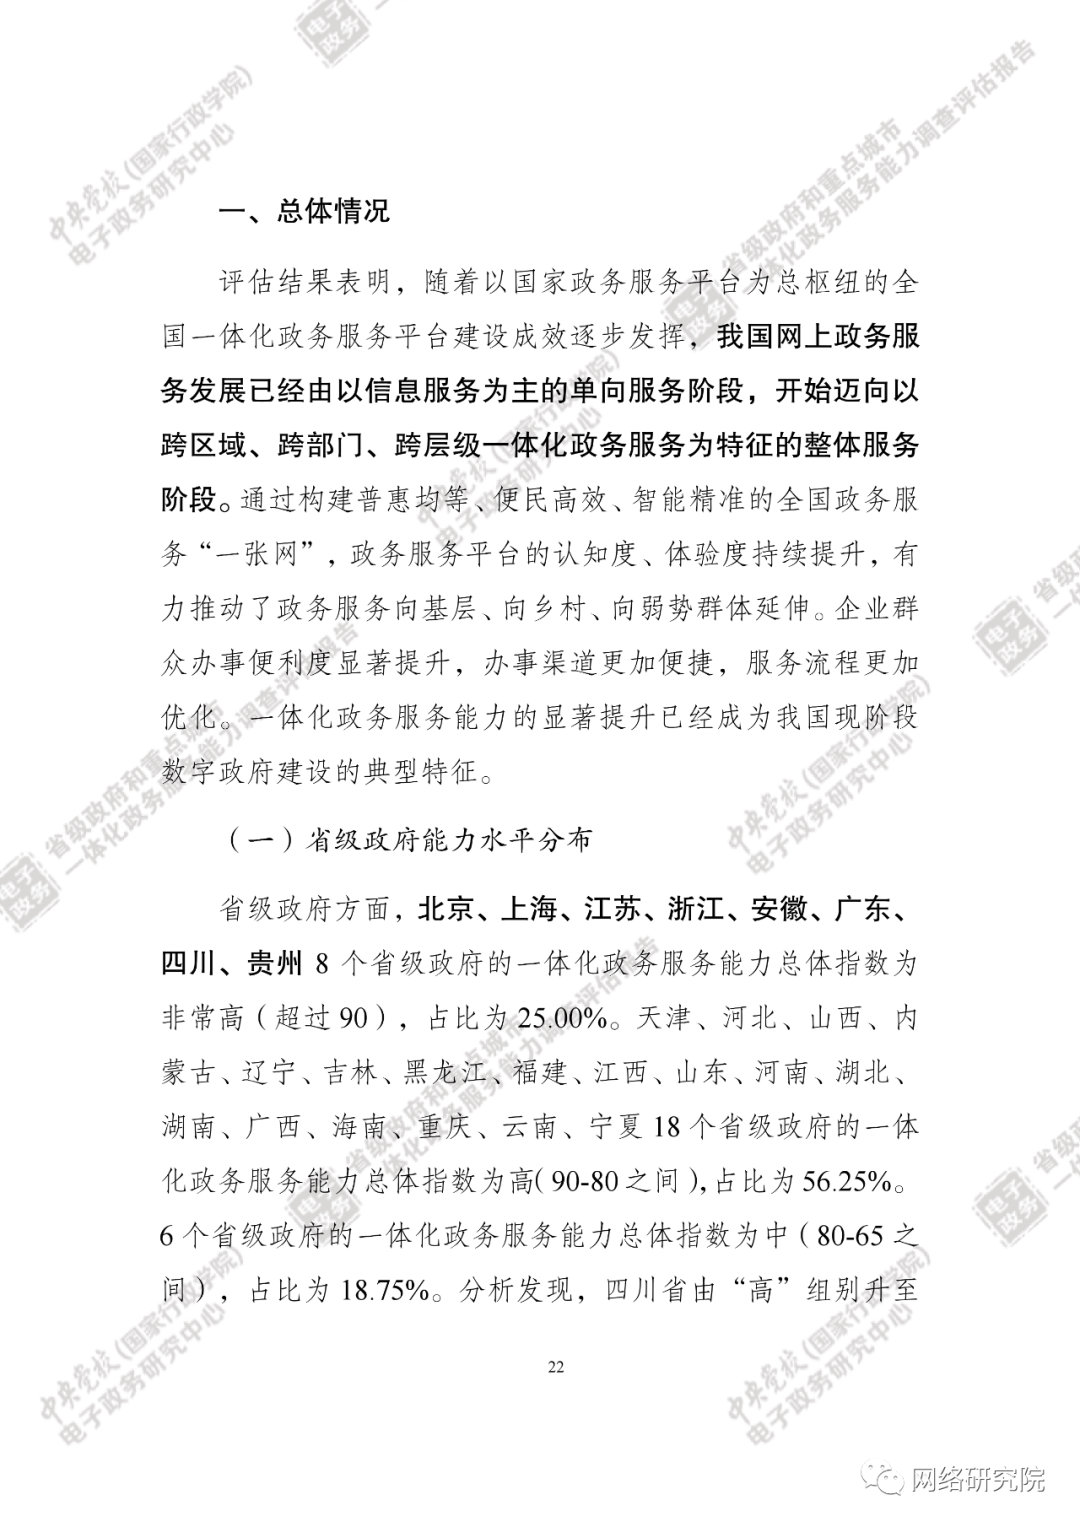 一、总体情况
评估结果表明，随着以国家政务服务平台为总枢纽的全
国一体化政务服务平台建设成效逐步发挥，我国网上政务服
务发展已经由以信息服务为主的单向服务阶段，开始迈向以
跨区域、跨部门、跨层级一体化政务服务为特征的整体服务
阶段。通过构建普惠均等、便民高效、智能精准的全国政务服
务“一张网”，政务服务平台的认知度、体验度持续提升，有
力推动了政务服务向基层、向乡村、向弱势群体延伸。企业群
众办事便利度显著提升，办事渠道更加便捷，服务流程更加
优化。一体化政务服务能力的显著提升已经成为我国现阶段
数字政府建设的典型特征。
（一）省级政府能力水平分布
省级政府方面，北京、上海、江苏、浙江、安徽、广东、
四川、贵州 8 个省级政府的一体化政务服务能力总体指数为
非常高（超过 90），占比为 25.00%。天津、河北、山西、内
蒙古、辽宁、吉林、黑龙江、福建、江西、山东、河南、湖北、
湖南、广西、海南、重庆、云南、宁夏 18 个省级政府的一体
化政务服务能力总体指数为高（90-80 之间），占比为 56.25%。
6 个省级政府的一体化政务服务能力总体指数为中（80-65 之
间），占比为 18.75%。分析发现，四川省由“高”组别升至
22
网络研究院
中央党校(国家行政学院)
电子政务研究中心
电子
政务
省级政府和重点城市
一体化政务服务能力调查评估报告